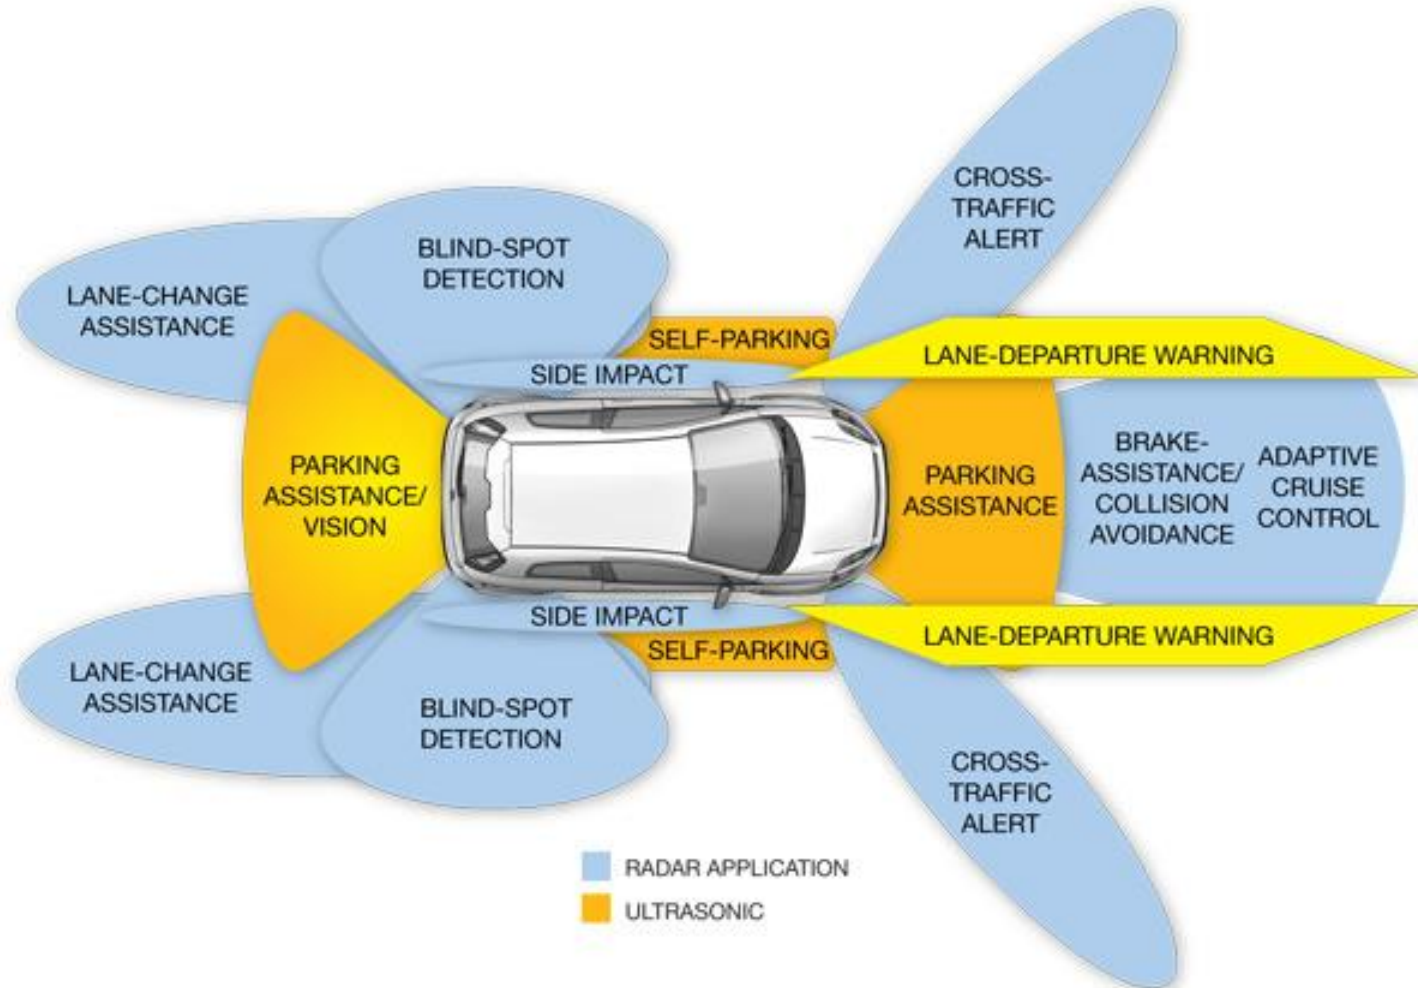 CROSS-
TRAFFIC
ALERT
BLIND-SPOT
DETECTION
LANE-CHANGE
ASSISTANCE
SELF-PARKING
LANE-DEPARTURE WARNING
SIDE IMPACT
PARKING
ASSISTANCE/
VISION
PARKING
ASSISTANCE
BRAKE-
ASSISTANCE/
COLLISION
AVOIDANCE
ADAPTIVE
CRUISE
CONTROL
SIDE IMPACT
SELF-PARKING
LANE-DEPARTURE WARNING
LANE-CHANGE
ASSISTANCE
BLIND-SPOT
DETECTION
CROSS-
TRAFFIC
ALERT
RADAR APPLICATION
ULTRASONIC